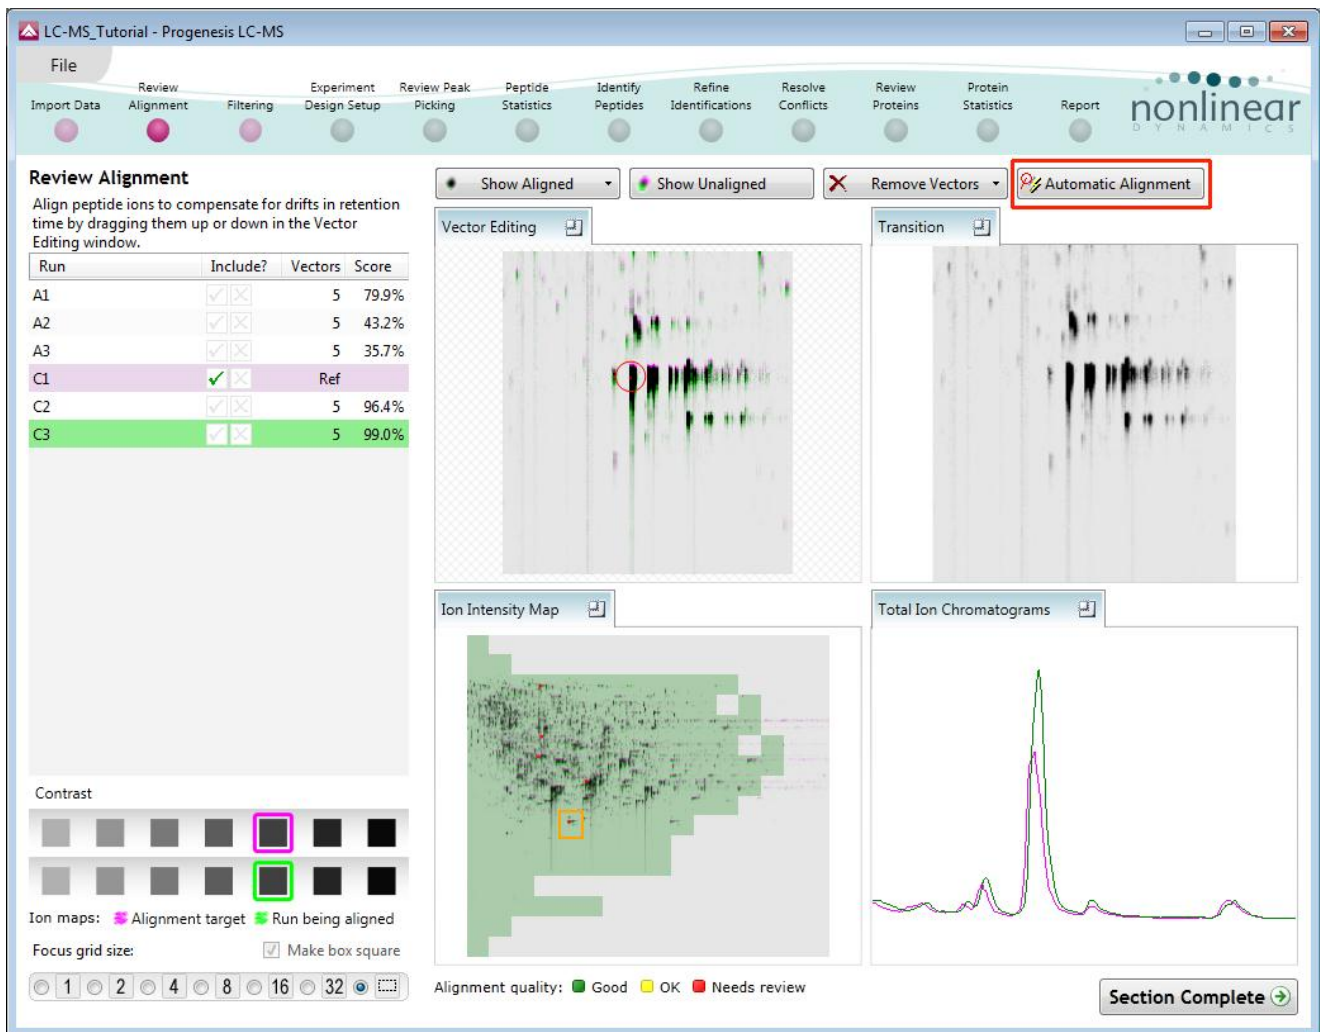 LC-MS_Tutorial - Progenesis LC-MS
File
Import Data
Review
Alignment
Filtering
Experiment
Design Setup
Review Peak
Picking
Peptide
Statistics
Identify
Peptides
Refine
Identifications
Resolve
Conflicts
Review
Proteins
Protein
Statistics
Report
nonlinear
DYNAMICS
Review Alignment
Align peptide ions to compensate for drifts in retention
time by dragging them up or down in the Vector
Editing window.
Run Include? Vectors Score
A1 5 79.9%
A2 5 43.2%
A3 5 35.7%
C1 Ref
C2 5 96.4%
C3 5 99.0%
Contrast
Ion maps: Alignment target Run being aligned
Focus grid size: Make box square
1 2 4 8 16 32
Show Aligned Show Unaligned Remove Vectors Automatic Alignment
Vector Editing
Transition
Ion Intensity Map
Total Ion Chromatograms
Alignment quality: Good OK Needs review
Section Complete